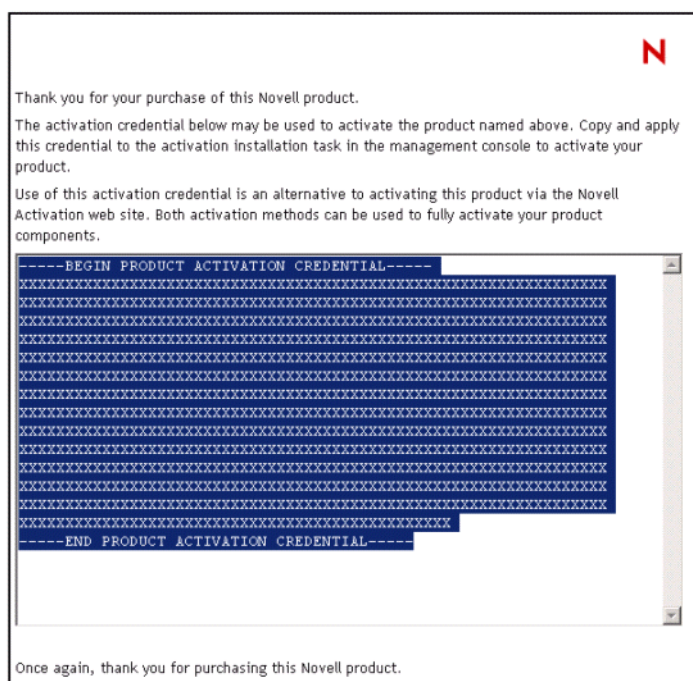 N
Thank you for your purchase of this Novell product.
The activation credential below may be used to activate the product named above. Copy and apply
this credential to the activation installation task in the management console to activate your
product.
Use of this activation credential is an alternative to activating this product via the Novell
Activation web site. Both activation methods can be used to fully activate your product
components.
-----BEGIN PRODUCT ACTIVATION CREDENTIAL-----
XXXXXXXXXXXXXXXXXXXXXXXXXXXXXXXXXXXXXXXXXXXXXXXXXXXXXXXXXXXXXXXX
XXXXXXXXXXXXXXXXXXXXXXXXXXXXXXXXXXXXXXXXXXXXXXXXXXXXXXXXXXXXXXXX
XXXXXXXXXXXXXXXXXXXXXXXXXXXXXXXXXXXXXXXXXXXXXXXXXXXXXXXXXXXXXXXX
XXXXXXXXXXXXXXXXXXXXXXXXXXXXXXXXXXXXXXXXXXXXXXXXXXXXXXXXXXXXXXXX
XXXXXXXXXXXXXXXXXXXXXXXXXXXXXXXXXXXXXXXXXXXXXXXXXXXXXXXXXXXXXXXX
XXXXXXXXXXXXXXXXXXXXXXXXXXXXXXXXXXXXXXXXXXXXXXXXXXXXXXXXXXXXXXXX
XXXXXXXXXXXXXXXXXXXXXXXXXXXXXXXXXXXXXXXXXXXXXXXXXXXXXXXXXXXXXXXX
XXXXXXXXXXXXXXXXXXXXXXXXXXXXXXXXXXXXXXXXXXXXXXXXXXXXXXXXXXXXXXXX
XXXXXXXXXXXXXXXXXXXXXXXXXXXXXXXXXXXXXXXXXXXXXXXXXXXXXXXXXXXXXXXX
XXXXXXXXXXXXXXXXXXXXXXXXXXXXXXXXXXXXXXXXXXXXXXXXXXXXXXXXXXXXXXXX
XXXXXXXXXXXXXXXXXXXXXXXXXXXXXXXXXXXXXXXXXXXXXXXXXXXXXXXXXXXXXXXX
XXXXXXXXXXXXXXXXXXXXXXXXXXXXXXXXXXXXXXXXXXXXXXXXXXXXXXXXXXXXXXXX
XXXXXXXXXXXXXXXXXXXXXXXXXXXXXXXXXXXXXXXXXXXXXXXXXXXXXXXXXXXXXXXX
XXXXXXXXXXXXXXXXXXXXXXXXXXXXXXXXXXXXXXXXXXXXXXX
-----END PRODUCT ACTIVATION CREDENTIAL-----
Once again, thank you for purchasing this Novell product.